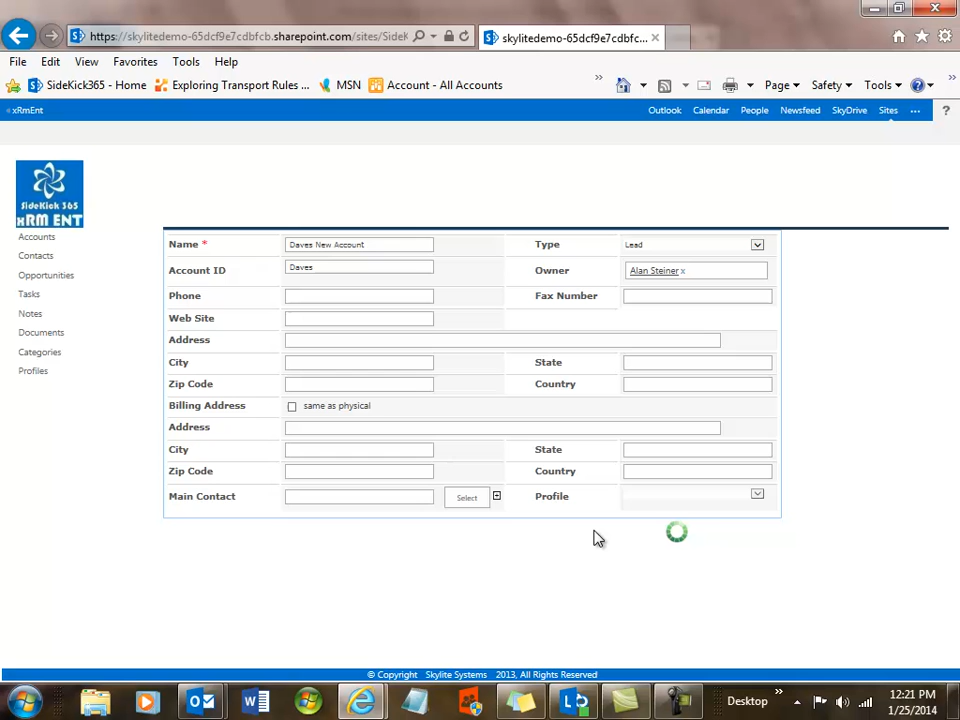 https://skylitedemo-65dcf9e7cdbfcb.sharepoint.com/sites/SideK
skylitedemo-65dcf9e7cdbfc...
File Edit View Favorites Tools Help
SideKick365 - Home Exploring Transport Rules ... MSN Account - All Accounts
Page Safety Tools
xRmEnt
Outlook Calendar People Newsfeed SkyDrive Sites ... ?
SideKick 365
xRM ENT
Accounts
Contacts
Opportunities
Tasks
Notes
Documents
Categories
Profiles
Name * Daves New Account Type Lead
Account ID Daves Owner Alan Steiner x
Phone Fax Number
Web Site
Address
City State
Zip Code Country
Billing Address same as physical
Address
City State
Zip Code Country
Main Contact Select Profile
© Copyright Skylite Systems 2013, All Rights Reserved
Desktop
12:21 PM
1/25/2014